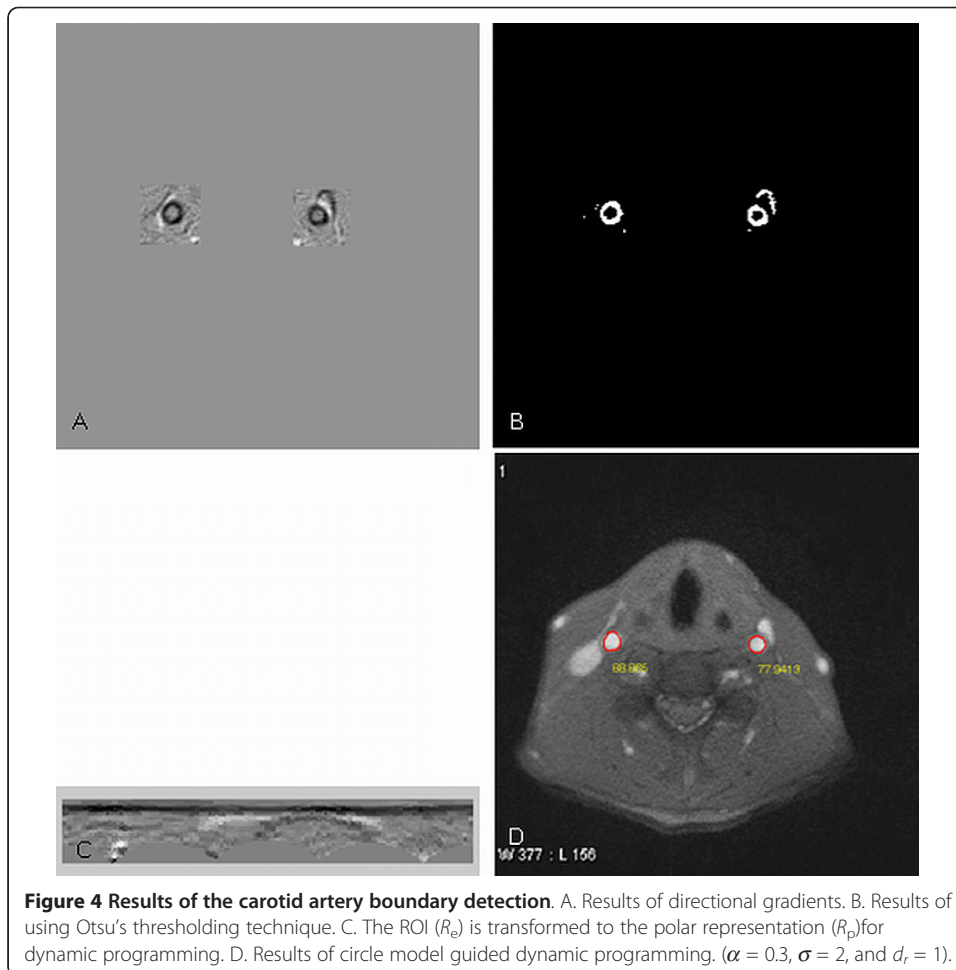 A
B
1
88.865
77.9413
C
D
W 377 : L 156
Figure 4 Results of the carotid artery boundary detection. A. Results of directional gradients. B. Results of
using Otsu's thresholding technique. C. The ROI (Re) is transformed to the polar representation (Rp)for
dynamic programming. D. Results of circle model guided dynamic programming. (α = 0.3, σ = 2, and dr = 1).